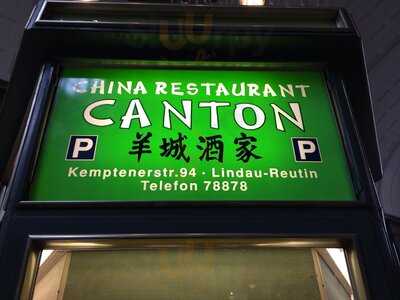 CHINA RESTAURANT
CANTON
P 羊城酒家 P
Kemptenerstr.94 · Lindau-Reutin
Telefon 78878